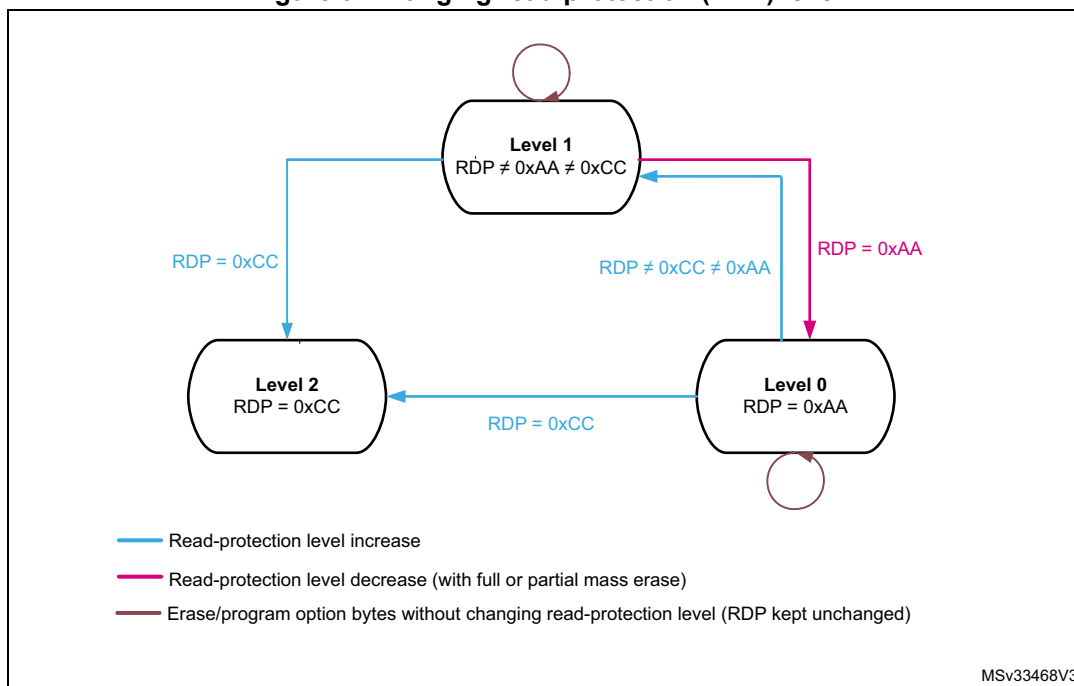 Level 1
RDP ≠ 0xAA ≠ 0xCC
RDP = 0xCC
RDP ≠ 0xCC ≠ 0xAA
RDP = 0xAA
Level 2
RDP = 0xCC
Level 0
RDP = 0xAA
RDP = 0xCC
Read-protection level increase
Read-protection level decrease (with full or partial mass erase)
Erase/program option bytes without changing read-protection level (RDP kept unchanged)
MSv33468V3